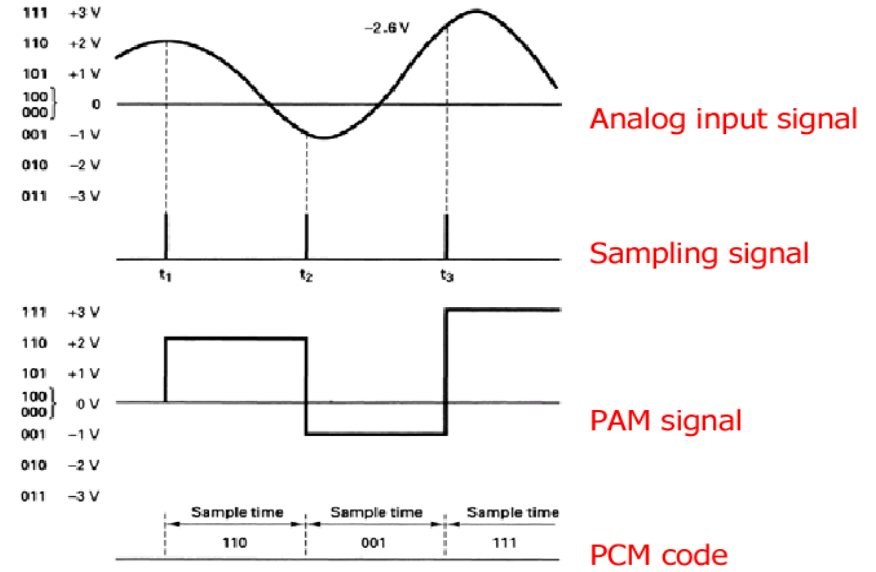 111 +3 V
110 +2 V
–2.6 V
101 +1 V
100
000 } 0
001 –1 V
010 –2 V
011 –3 V
Analog input signal
t1 t2 t3
Sampling signal
111 +3 V
110 +2 V
101 +1 V
100
000 } 0 V
001 –1 V
010 –2 V
011 –3 V
PAM signal
Sample time Sample time Sample time
110 001 111
PCM code